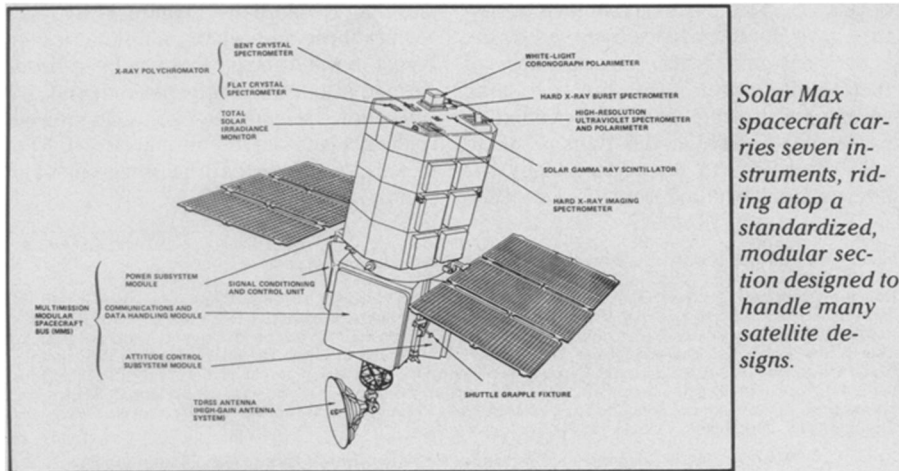 BENT CRYSTAL
SPECTROMETER
X-RAY POLYCHROMATOR
FLAT CRYSTAL
SPECTROMETER
TOTAL
SOLAR
IRRADIANCE
MONITOR
WHITE-LIGHT
CORONOGRAPH POLARIMETER
HARD X-RAY BURST SPECTROMETER
HIGH-RESOLUTION
ULTRAVIOLET SPECTROMETER
AND POLARIMETER
SOLAR GAMMA RAY SCINTILLATOR
HARD X-RAY IMAGING
SPECTROMETER
POWER SUBSYSTEM
MODULE
SIGNAL CONDITIONING
AND CONTROL UNIT
MULTIMISSION
MODULAR
SPACECRAFT
BUS (MMS)
COMMUNICATIONS AND
DATA HANDLING MODULE
ATTITUDE CONTROL
SUBSYSTEM MODULE
TDRSS ANTENNA
(HIGH-GAIN ANTENNA
SYSTEM)
SHUTTLE GRAPPLE FIXTURE
Solar Max
spacecraft car-
ries seven in-
struments, rid-
ing atop a
standardized,
modular sec-
tion designed to
handle many
satellite de-
signs.